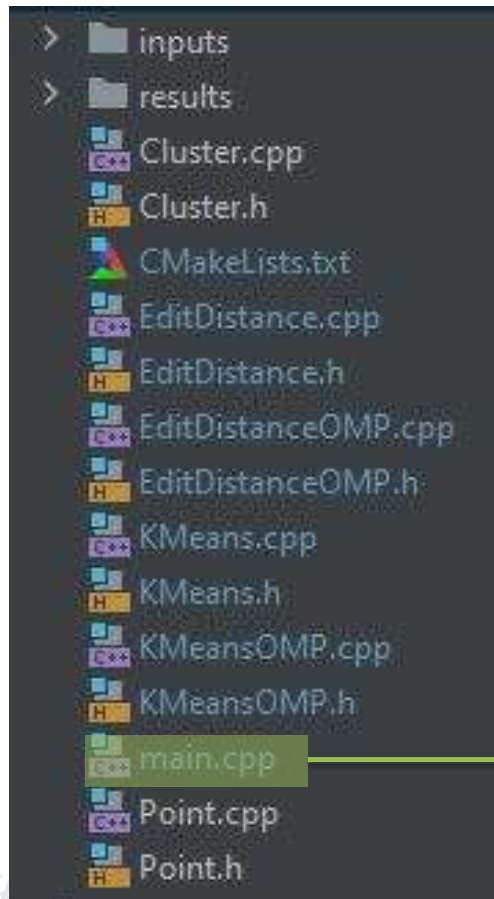 inputs
results
C++ Cluster.cpp
H Cluster.h
CMakeLists.txt
C++ EditDistance.cpp
H EditDistance.h
C++ EditDistanceOMP.cpp
H EditDistanceOMP.h
C++ KMeans.cpp
H KMeans.h
C++ KMeansOMP.cpp
H KMeansOMP.h
C++ main.cpp
C++ Point.cpp
H Point.h